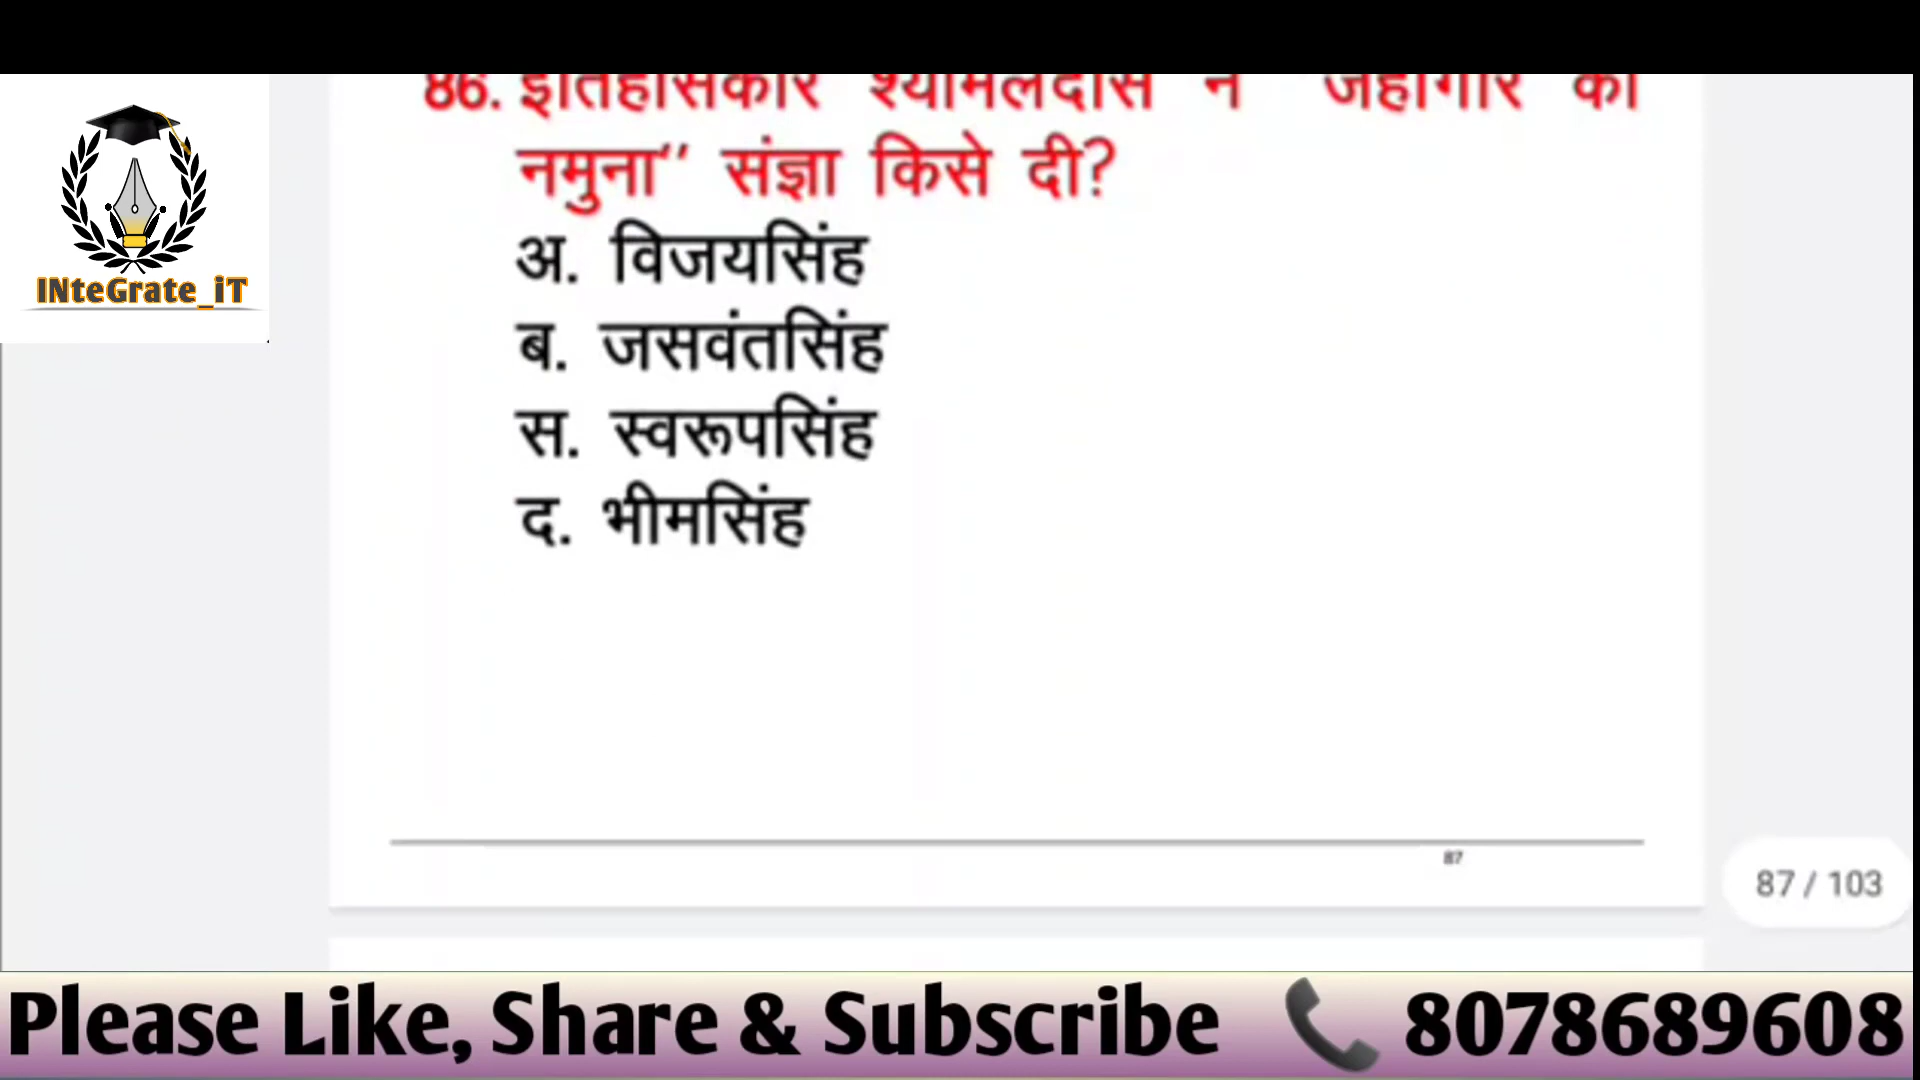 86. इतिहासकार श्यामलदास ने जहांगीर का
नमुना’’ संज्ञा किसे दी?
अ. विजयसिंह
ब. जसवंतसिंह
स. स्वरूपसिंह
द. भीमसिंह
INteGrate_iT
87
87 / 103
Please Like, Share & Subscribe 8078689608